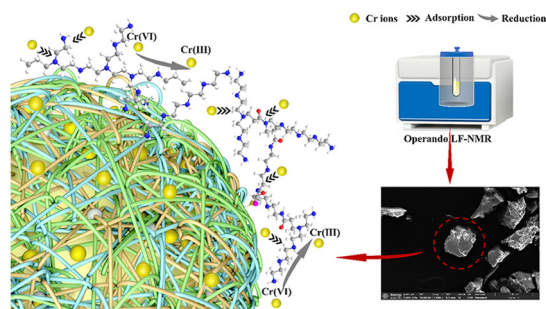 Cr ions
Adsorption
Reduction
Cr(VI)
Cr(III)
Operando LF-NMR
Cr(III)
Cr(VI)